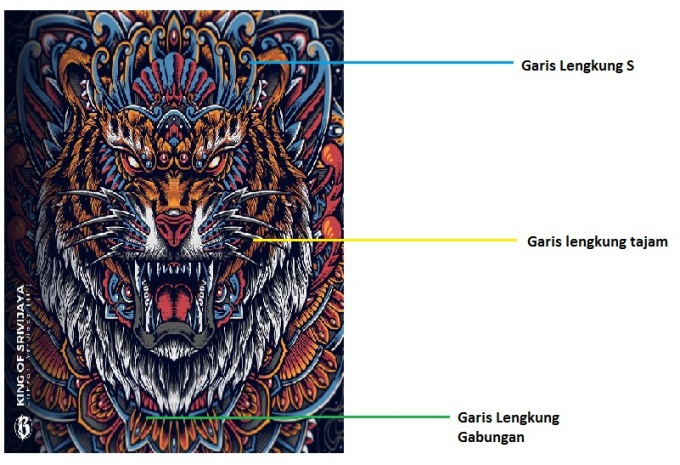 Garis Lengkung S
Garis lengkung tajam
Garis Lengkung
Gabungan
KING OF SRIVIJAYA